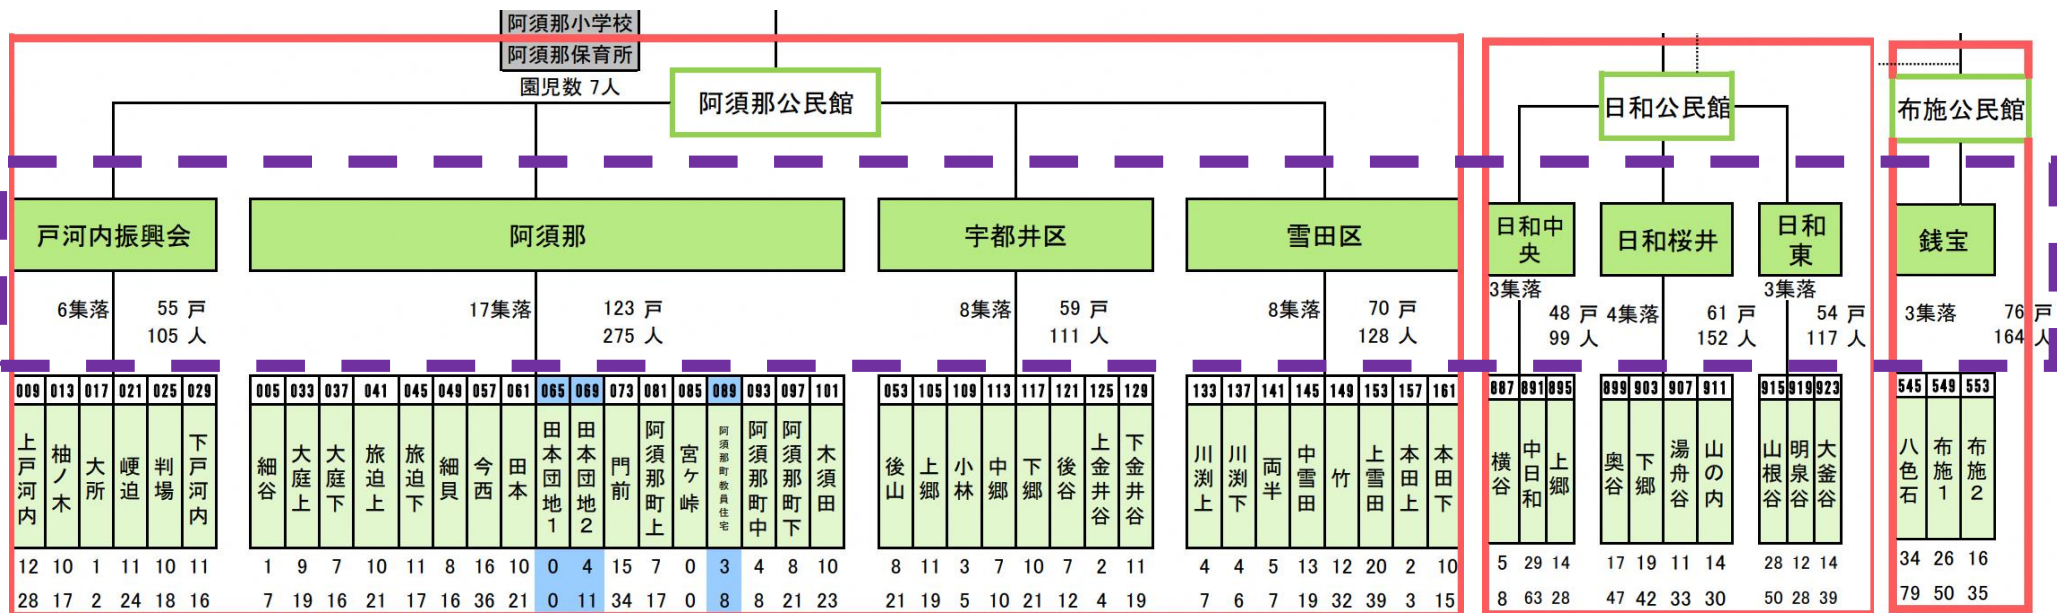 阿須那小学校
阿須那保育所
園児数 7人
阿須那公民館
日和公民館
布施公民館
戸河内振興会
阿須那
宇都井区
雪田区
日和中央
日和桜井
日和東
銭宝
6集落 55 戸
105 人
17集落 123 戸
275 人
8集落 59 戸
111 人
8集落 70 戸
128 人
3集落 48 戸
99 人
4集落 61 戸
152 人
3集落 54 戸
117 人
3集落 76 戸
164 人
009 013 017 021 025 029
上戸河内 柚ノ木 大所 峠迫 判場 下戸河内
12 10 1 11 10 11
28 17 2 24 18 16
005 033 037 041 045 049 057 061 065 069 073 081 085 089 093 097 101
細谷 大庭上 大庭下 旅迫上 旅迫下 細貝 今西 田本 田本団地1 田本団地2 門前 阿須那町上 宮ヶ峠 阿須那町教員住宅 阿須那町中 阿須那町下 木須田
1 9 7 10 11 8 16 10 0 4 15 7 0 3 4 8 10
7 19 16 21 17 16 36 21 0 11 34 17 0 8 8 21 23
053 105 109 113 117 121 125 129
後山 上郷 小林 中郷 下郷 後谷 上金井谷 下金井谷
8 11 3 7 10 7 2 11
21 19 5 10 21 12 4 19
133 137 141 145 149 153 157 161
川渕上 川渕下 両半 中雪田 竹 上雪田 本田上 本田下
4 4 5 13 12 20 2 10
7 6 7 19 32 39 3 15
887 891 895
横谷 中日和 上郷
5 29 14
8 63 28
899 903 907 911
奥谷 下郷 湯舟谷 山の内
17 19 11 14
47 42 33 30
915 919 923
山根谷 明泉谷 大釜谷
28 12 14
50 28 39
545 549 553
八色石 布施1 布施2
34 26 16
79 50 35